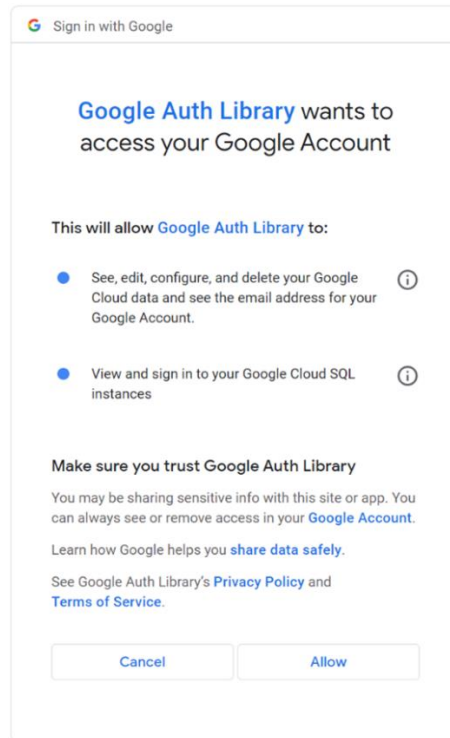 Sign in with Google
Google Auth Library wants to
access your Google Account
This will allow Google Auth Library to:
See, edit, configure, and delete your Google
Cloud data and see the email address for your
Google Account.
View and sign in to your Google Cloud SQL
instances
Make sure you trust Google Auth Library
You may be sharing sensitive info with this site or app. You
can always see or remove access in your Google Account.
Learn how Google helps you share data safely.
See Google Auth Library's Privacy Policy and
Terms of Service.
Cancel
Allow